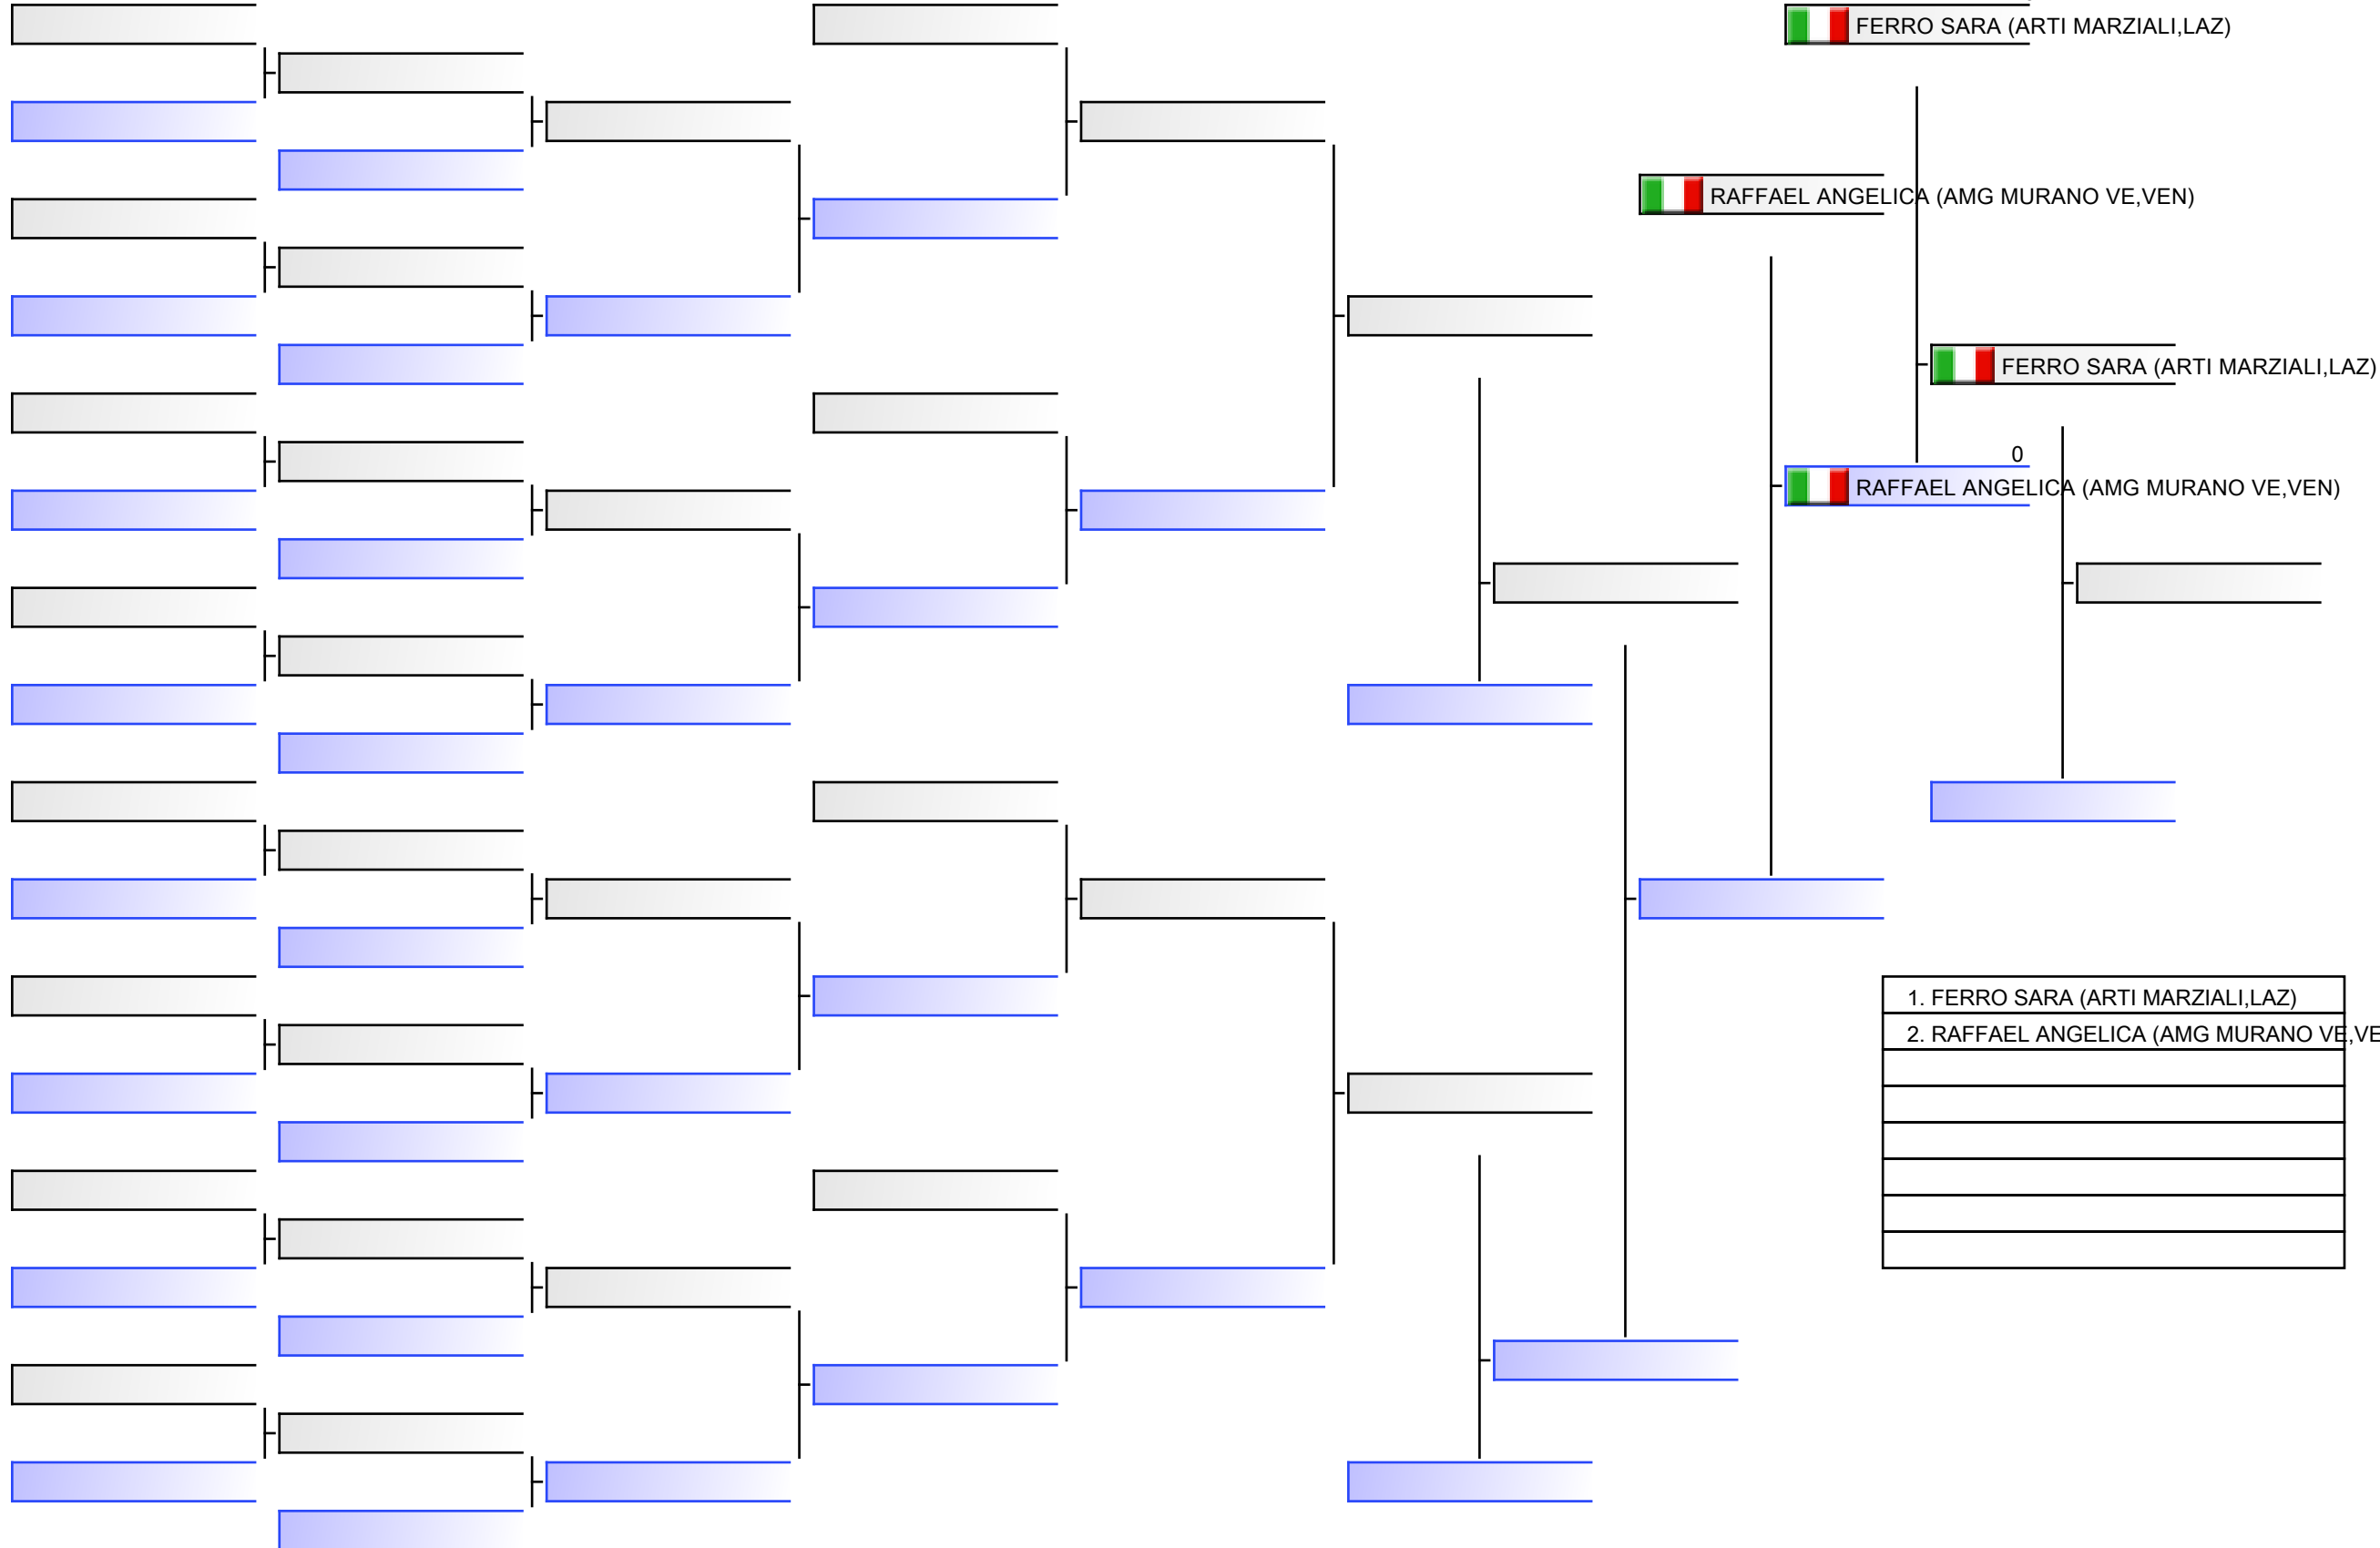 FERRO SARA (ARTI MARZIALI,LAZ)
RAFFAEL ANGELICA (AMG MURANO VE,VEN)
FERRO SARA (ARTI MARZIALI,LAZ)
0
RAFFAEL ANGELICA (AMG MURANO VE,VEN)
1. FERRO SARA (ARTI MARZIALI,LAZ)
2. RAFFAEL ANGELICA (AMG MURANO VE,VE